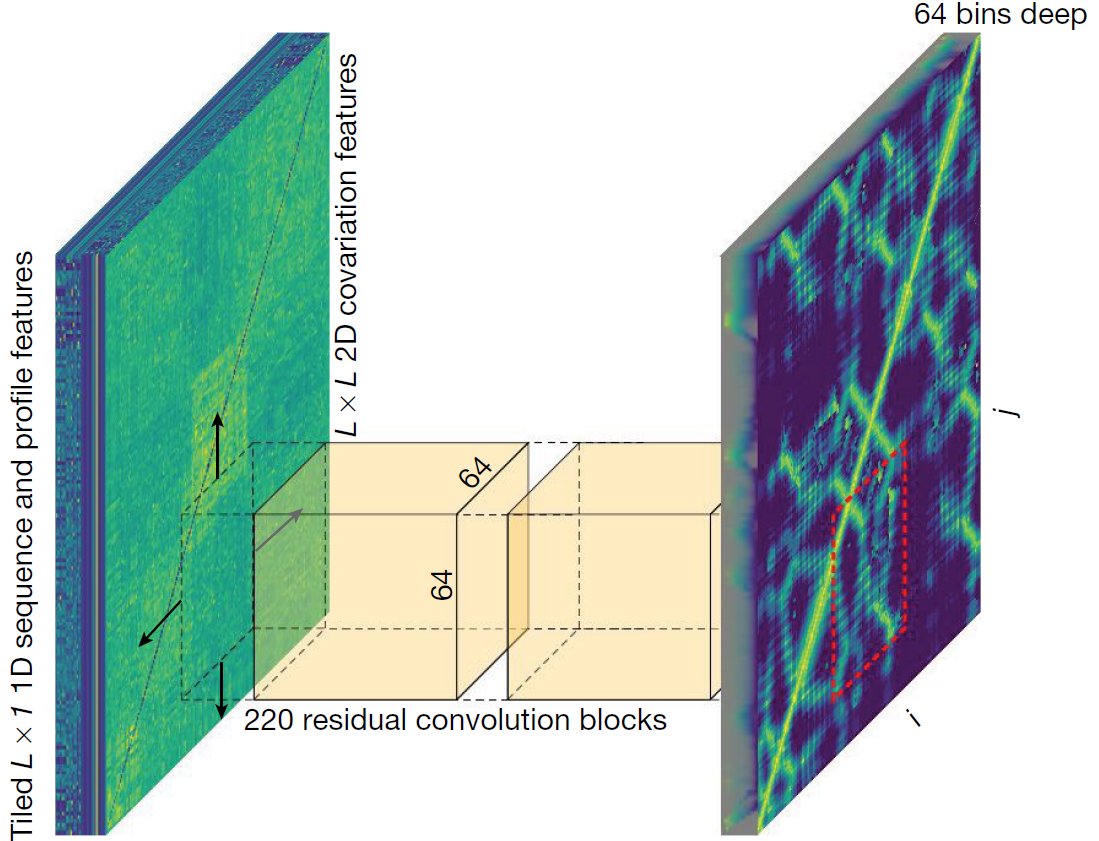 64 bins deep
Tiled L × 1 1D sequence and profile features
L × L 2D covariation features
64
64
220 residual convolution blocks
j
i